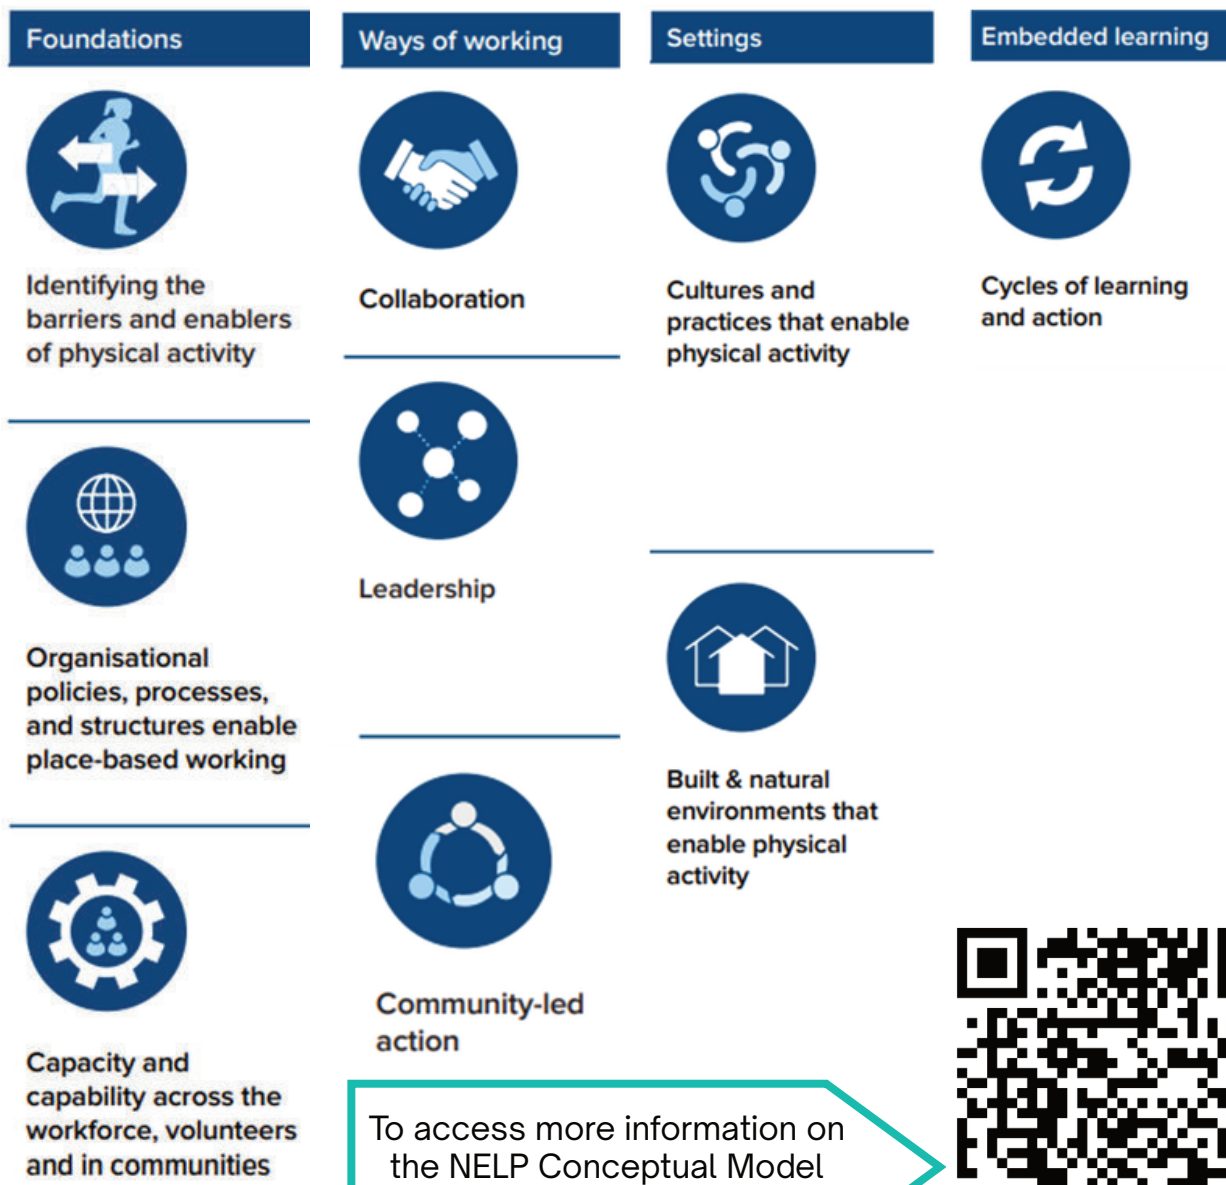 Foundations
Identifying the
barriers and enablers
of physical activity
Organisational
policies, processes,
and structures enable
place-based working
Capacity and
capability across the
workforce, volunteers
and in communities
Ways of working
Collaboration
Leadership
Community-led
action
Settings
Cultures and
practices that enable
physical activity
Built & natural
environments that
enable physical
activity
Embedded learning
Cycles of learning
and action
To access more information on
the NELP Conceptual Model